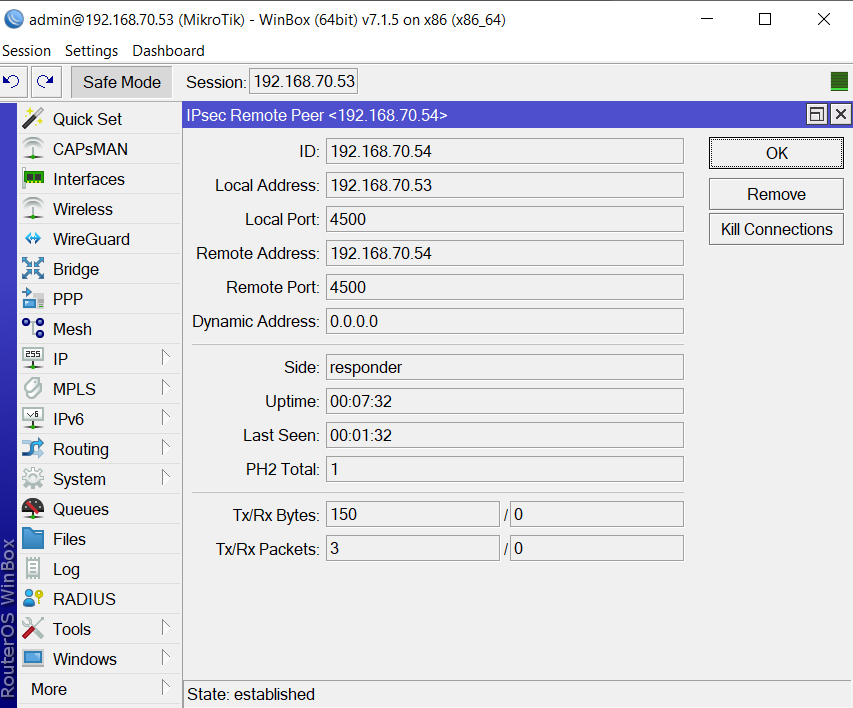 admin@192.168.70.53 (MikroTik) - WinBox (64bit) v7.1.5 on x86 (x86_64)
Session Settings Dashboard
Safe Mode Session: 192.168.70.53
Quick Set
CAPsMAN
Interfaces
Wireless
WireGuard
Bridge
PPP
Mesh
255 IP
MPLS
v6 IPv6
Routing
System
Queues
Files
Log
RADIUS
Tools
Windows
More
RouterOS WinBox
IPsec Remote Peer <192.168.70.54>
ID: 192.168.70.54
Local Address: 192.168.70.53
Local Port: 4500
Remote Address: 192.168.70.54
Remote Port: 4500
Dynamic Address: 0.0.0.0
Side: responder
Uptime: 00:07:32
Last Seen: 00:01:32
PH2 Total: 1
Tx/Rx Bytes: 150 / 0
Tx/Rx Packets: 3 / 0
OK
Remove
Kill Connections
State: established